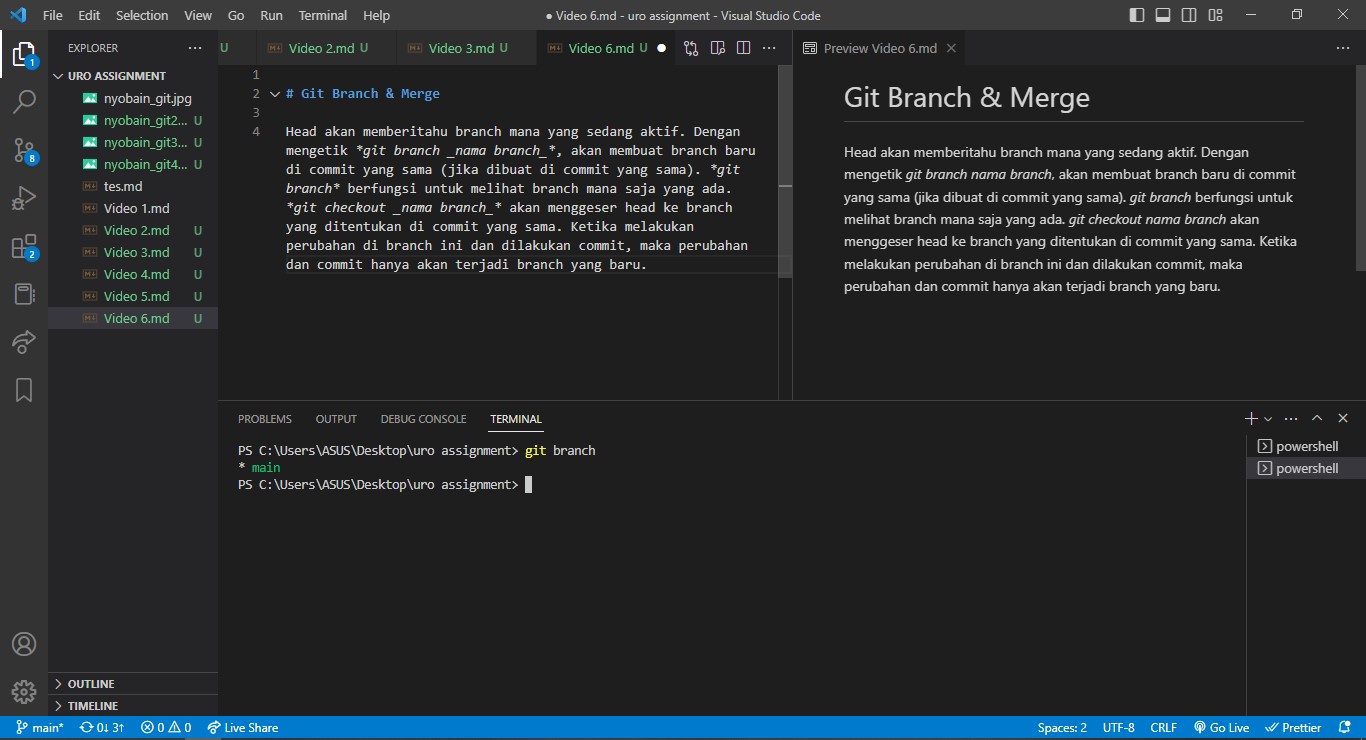 File Edit Selection View Go Run Terminal Help
● Video 6.md - uro assignment - Visual Studio Code
EXPLORER
URO ASSIGNMENT
nyobain_git.jpg
nyobain_git2... U
nyobain_git3... U
nyobain_git4... U
tes.md
Video 1.md
Video 2.md U
Video 3.md U
Video 4.md U
Video 5.md U
Video 6.md U
OUTLINE
TIMELINE
1
8
2
U
Video 2.md U
Video 3.md U
Video 6.md U ●
1
2 # Git Branch & Merge
3
4 Head akan memberitahu branch mana yang sedang aktif. Dengan
mengetik *git branch _nama branch_*, akan membuat branch baru
di commit yang sama (jika dibuat di commit yang sama). *git
branch* berfungsi untuk melihat branch mana saja yang ada.
*git checkout _nama branch_* akan menggeser head ke branch
yang ditentukan di commit yang sama. Ketika melakukan
perubahan di branch ini dan dilakukan commit, maka perubahan
dan commit hanya akan terjadi branch yang baru.
Preview Video 6.md
Git Branch & Merge
Head akan memberitahu branch mana yang sedang aktif. Dengan
mengetik git branch nama branch, akan membuat branch baru di commit
yang sama (jika dibuat di commit yang sama). git branch berfungsi untuk
melihat branch mana saja yang ada. git checkout nama branch akan
menggeser head ke branch yang ditentukan di commit yang sama. Ketika
melakukan perubahan di branch ini dan dilakukan commit, maka
perubahan dan commit hanya akan terjadi branch yang baru.
PROBLEMS OUTPUT DEBUG CONSOLE TERMINAL
PS C:\Users\ASUS\Desktop\uro assignment> git branch
* main
PS C:\Users\ASUS\Desktop\uro assignment>
powershell
powershell
main* 0↓ 3↑ 0 0 Live Share
Spaces: 2 UTF-8 CRLF Go Live Prettier